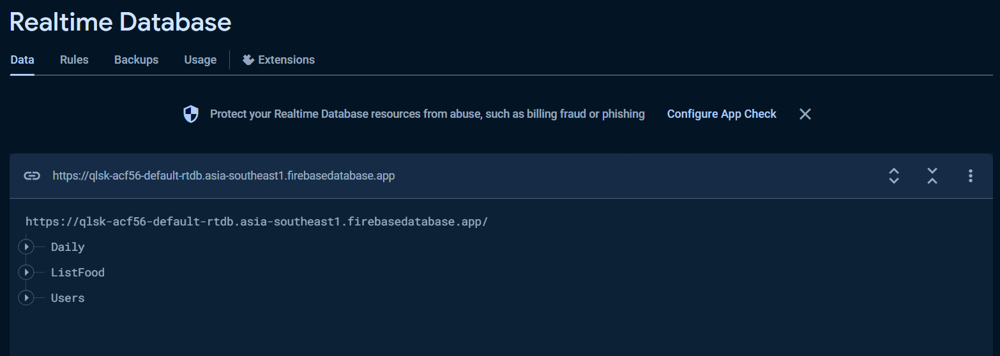 Realtime Database
Data Rules Backups Usage Extensions
Protect your Realtime Database resources from abuse, such as billing fraud or phishing Configure App Check
https://qlsk-acf56-default-rtdb.asia-southeast1.firebasedatabase.app
https://qlsk-acf56-default-rtdb.asia-southeast1.firebasedatabase.app/
Daily
ListFood
Users